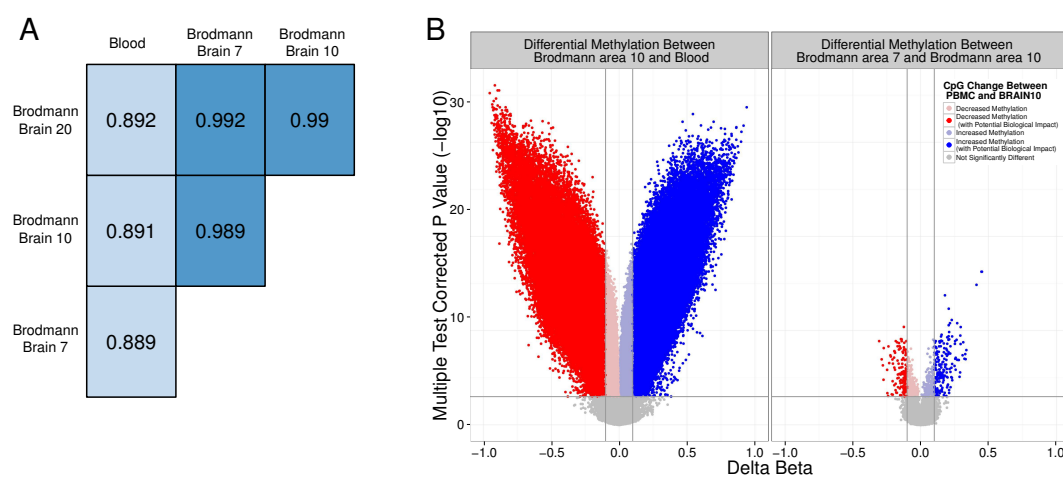 A
Blood
Brodmann
Brain 7
Brodmann
Brain 10
Brodmann
Brain 20
0.892
0.992
0.99
Brodmann
Brain 10
0.891
0.989
Brodmann
Brain 7
0.889
B
Differential Methylation Between
Brodmann area 10 and Blood
Differential Methylation Between
Brodmann area 7 and Brodmann area 10
Multiple Test Corrected P Value (−log10)
30
20
10
0
CpG Change Between
PBMC and BRAIN10
Decreased Methylation
Decreased Methylation
(with Potential Biological Impact)
Increased Methylation
Increased Methylation
(with Potential Biological Impact)
Not Significantly Different
−1.0 −0.5 0.0 0.5 1.0
−1.0 −0.5 0.0 0.5 1.0
Delta Beta